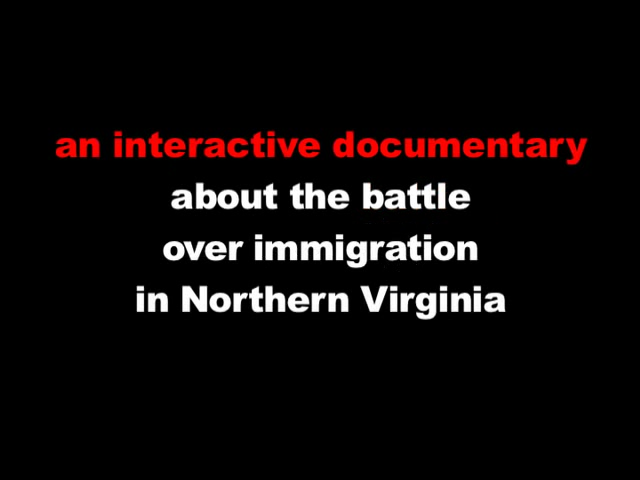 an interactive documentary
about the battle
over immigration
in Northern Virginia